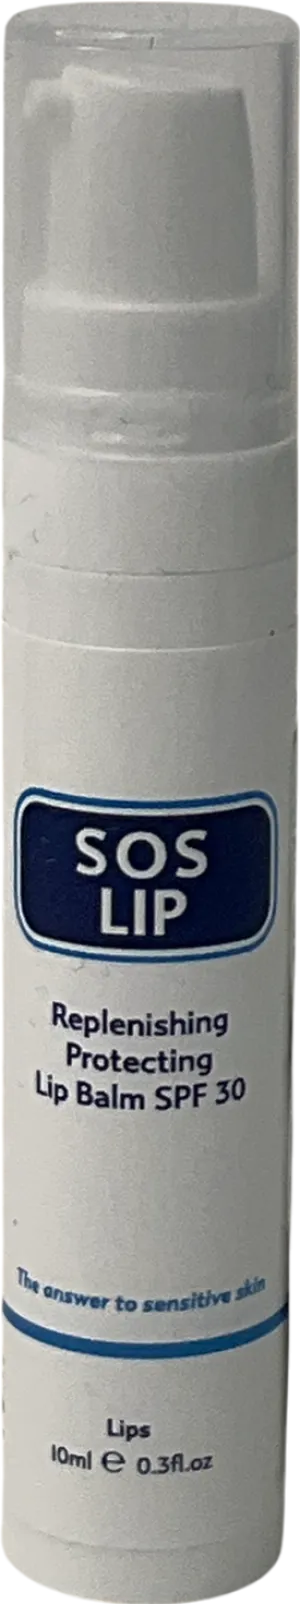 SOS
LIP
Replenishing
Protecting
Lip Balm SPF 30
The answer to sensitive skin
Lips
10ml ℮ 0.3fl.oz